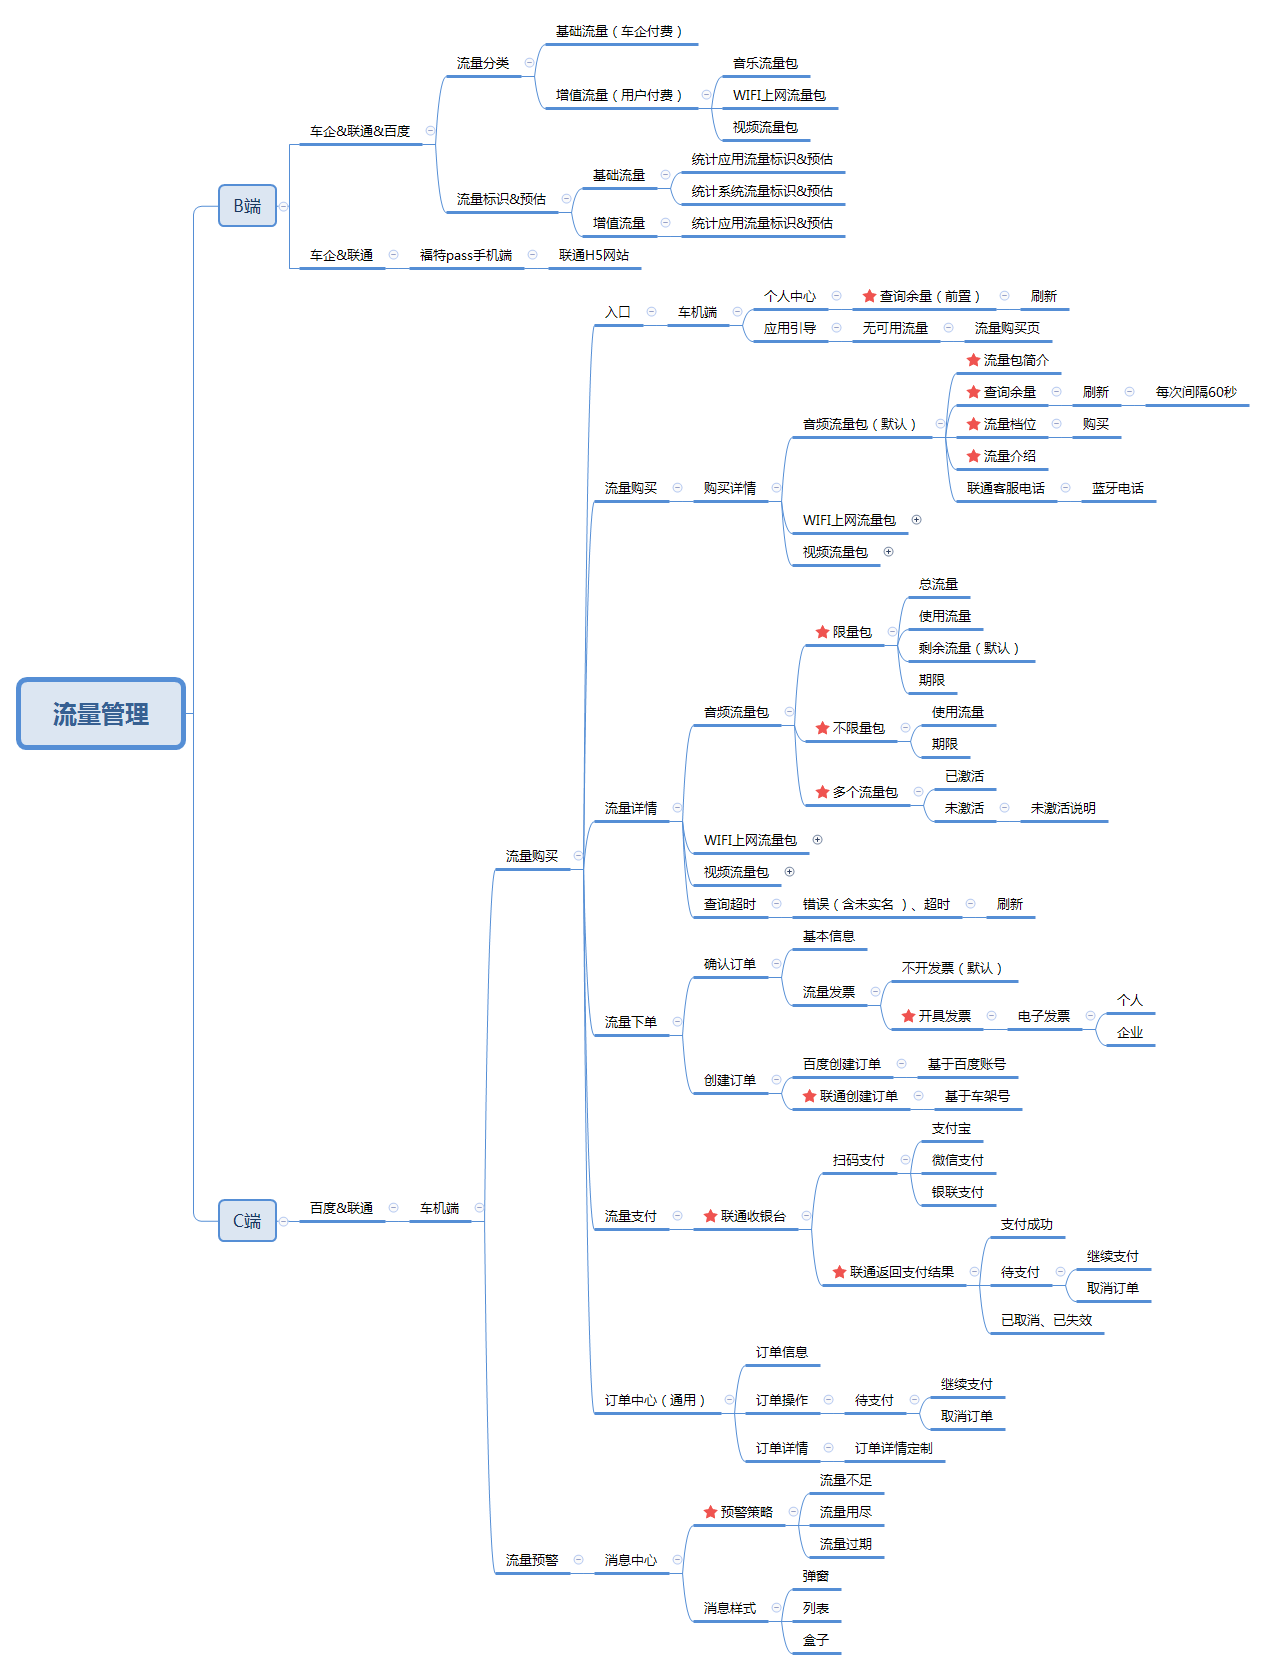 流量管理
B端
车企&联通&百度
流量分类
基础流量（车企付费）
增值流量（用户付费）
音乐流量包
WIFI上网流量包
视频流量包
流量标识&预估
基础流量
统计应用流量标识&预估
统计系统流量标识&预估
增值流量
统计应用流量标识&预估
车企&联通
福特pass手机端
联通H5网站
C端
百度&联通
车机端
流量购买
入口
车机端
个人中心
查询余量（前置）
刷新
应用引导
无可用流量
流量购买页
流量购买
购买详情
音频流量包（默认）
流量包简介
查询余量
刷新
每次间隔60秒
流量档位
购买
流量介绍
联通客服电话
蓝牙电话
WIFI上网流量包
视频流量包
流量详情
音频流量包
限量包
总流量
使用流量
剩余流量（默认）
期限
不限量包
使用流量
期限
多个流量包
已激活
未激活
未激活说明
WIFI上网流量包
视频流量包
查询超时
错误（含未实名 ）、超时
刷新
流量下单
确认订单
基本信息
流量发票
不开发票（默认）
开具发票
电子发票
个人
企业
创建订单
百度创建订单
基于百度账号
联通创建订单
基于车架号
流量支付
联通收银台
扫码支付
支付宝
微信支付
银联支付
联通返回支付结果
支付成功
待支付
继续支付
取消订单
已取消、已失效
订单中心（通用）
订单信息
订单操作
待支付
继续支付
取消订单
订单详情
订单详情定制
流量预警
消息中心
预警策略
流量不足
流量用尽
流量过期
消息样式
弹窗
列表
盒子